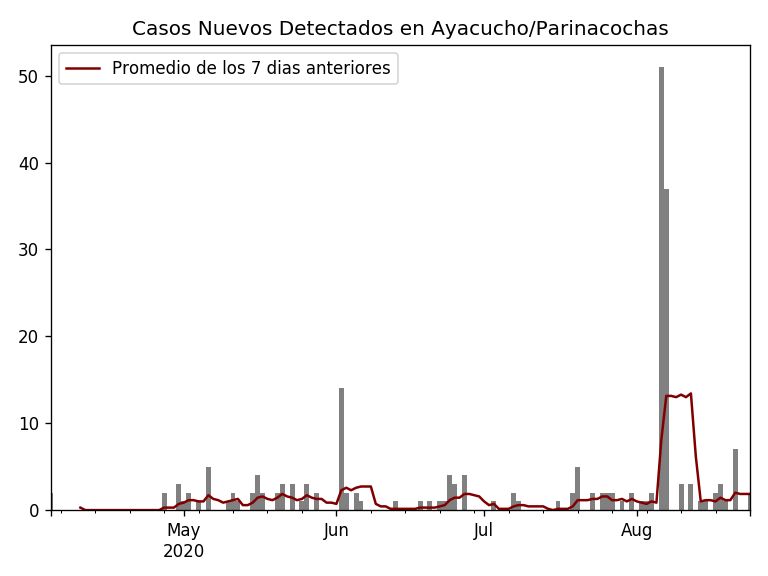 Casos Nuevos Detectados en Ayacucho/Parinacochas
Promedio de los 7 dias anteriores
50
40
30
20
10
0
May Jun Jul Aug
2020